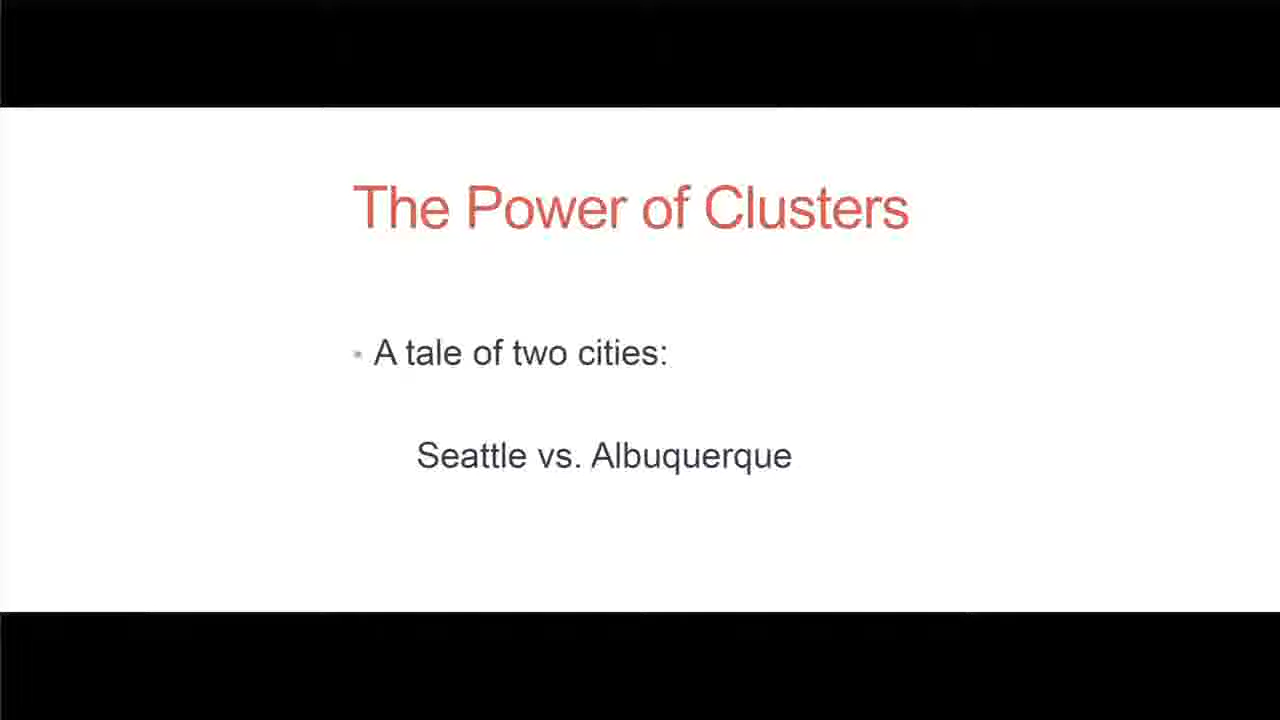 The Power of Clusters
▪ A tale of two cities:
Seattle vs. Albuquerque